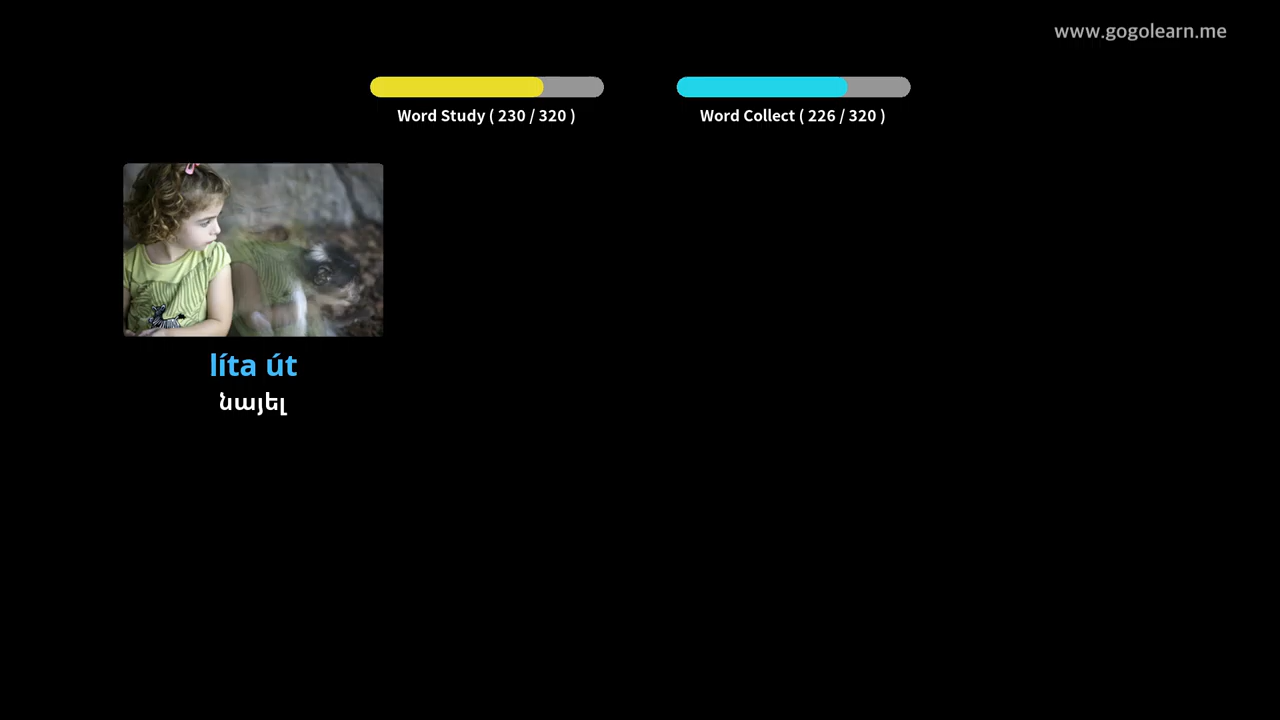 www.gogolearn.me
Word Study ( 230 / 320 )
Word Collect ( 226 / 320 )
líta út
նայել